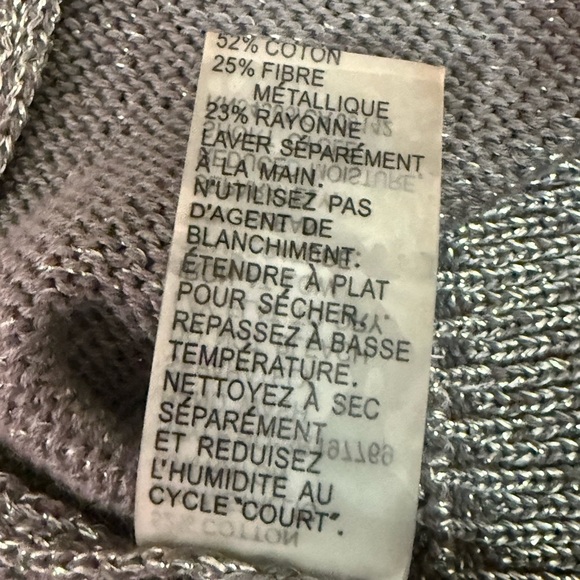 52% COTON
25% FIBRE
MÉTALLIQUE
23% RAYONNE
LAVER SÉPARÉMENT
À LA MAIN.
N'UTILISEZ PAS
D'AGENT DE
BLANCHIMENT.
ÉTENDRE À PLAT
POUR SÉCHER.
REPASSEZ À BASSE
TEMPÉRATURE.
NETTOYEZ À SEC
SÉPARÉMENT
ET REDUISEZ
L'HUMIDITE AU
CYCLE "COURT".